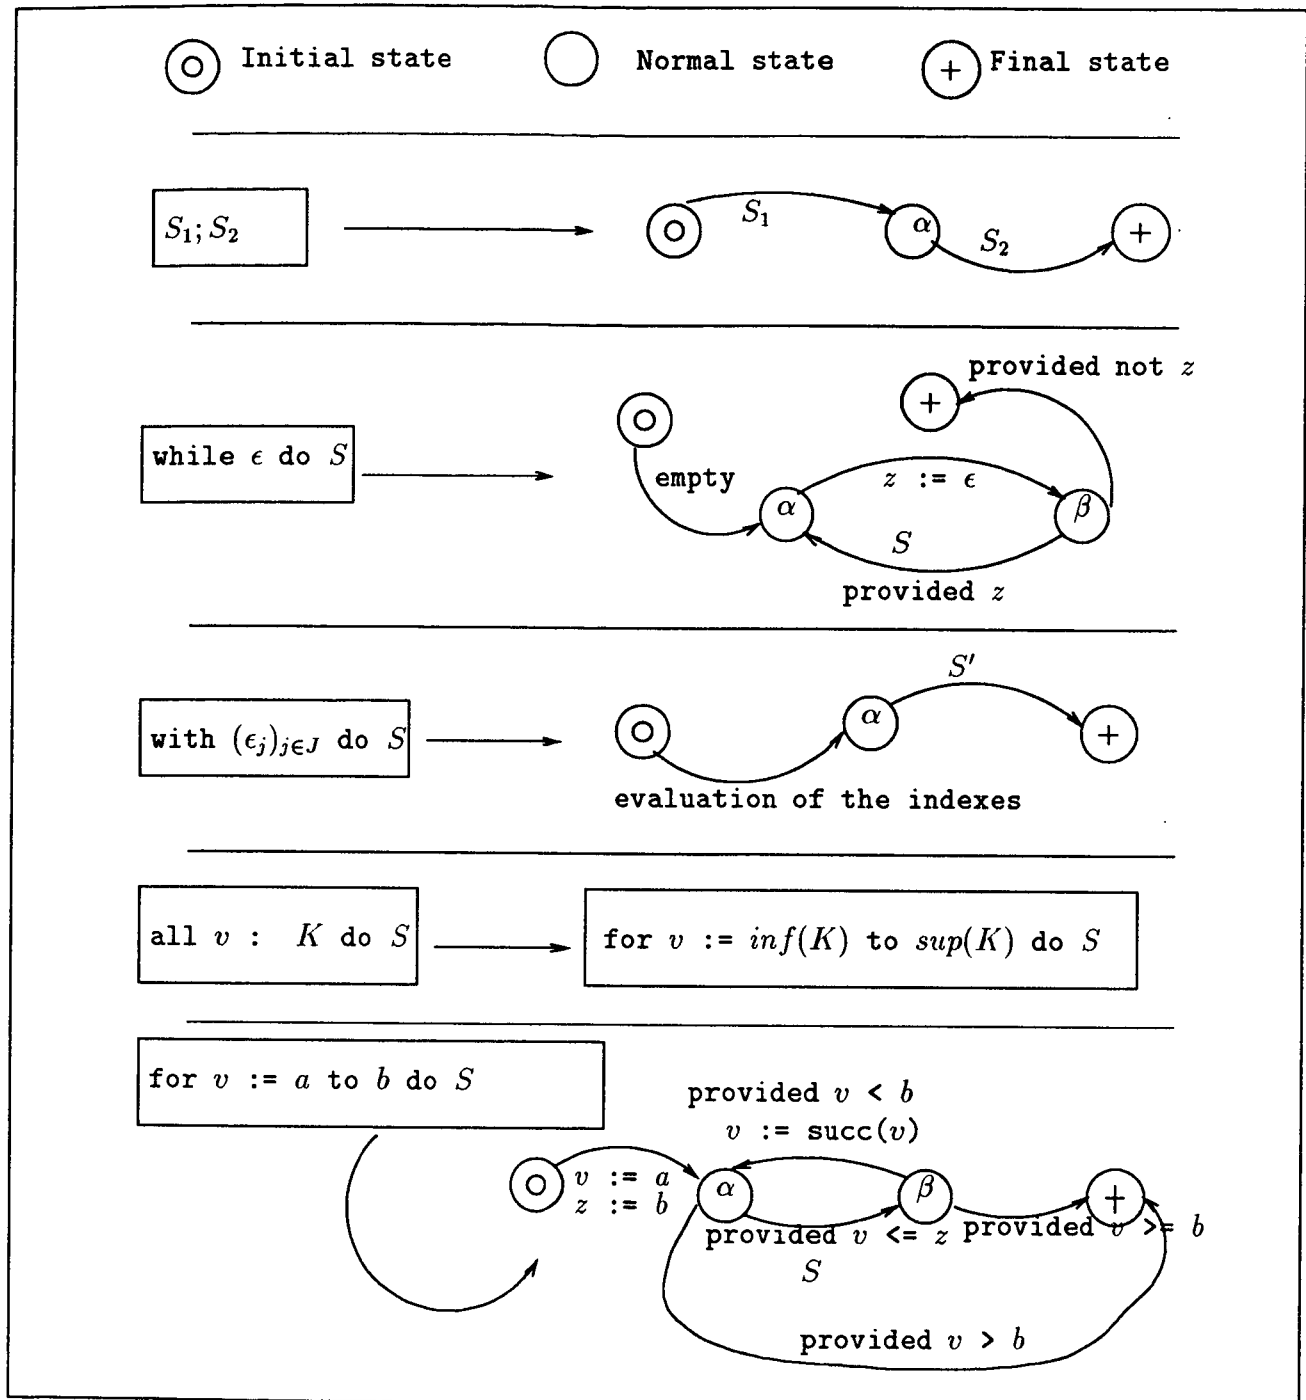 Initial state
Normal state
+ Final state
S₁; S₂
S₁
α
S₂
+
provided not z
+
while ϵ do S
empty
z := ϵ
α
β
S
provided z
S′
with (ϵⱼ)ⱼ∈J do S
α
+
evaluation of the indexes
all v : K do S
for v := inf(K) to sup(K) do S
for v := a to b do S
provided v < b
v := succ(v)
v := a
z := b
α
β
+
provided v <= z
provided v >= b
S
provided v > b